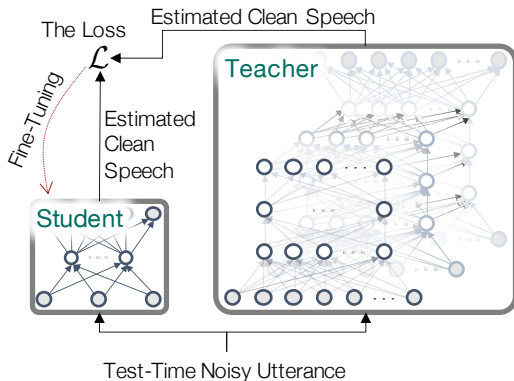 Estimated Clean Speech
The Loss
ℒ
Teacher
Fine-Tuning
Estimated
Clean
Speech
Student
Test-Time Noisy Utterance